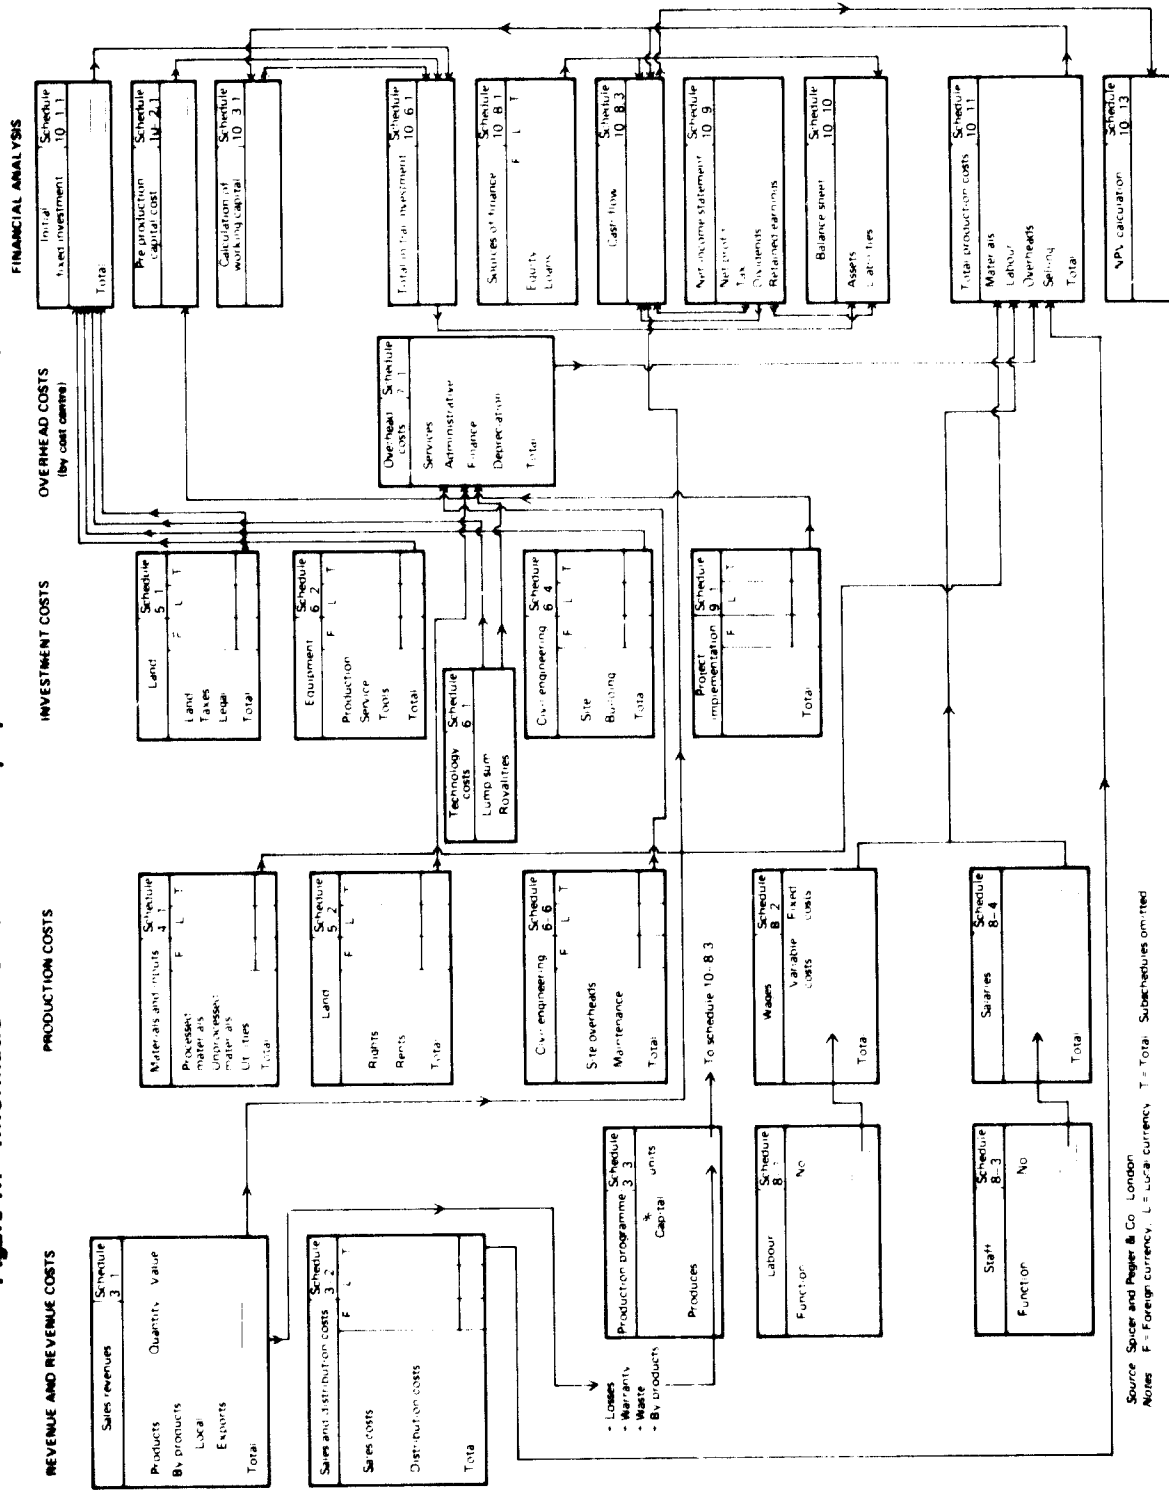 FINANCIAL ANALYSIS
Initial fixed investment
Schedule 10 1.1
Total
Pre production capital cost
Schedule 10 2.1
Calculation of working capital
Schedule 10 3 1
Total initial investment
Schedule 10 6 1
Sources of finance
Schedule 10 8 1
F L T
Equity
Loans
Cash flow
Schedule 10 8.3
Net income statement
Schedule 10 9
Net profit
Tax
Dividends
Retained earnings
Balance sheet
Schedule 10 10
Assets
Liabilities
Total production costs
Schedule 10 11
Materials
Labour
Overheads
Selling
Total
NPV calculation
Schedule 10 13
OVERHEAD COSTS
(by cost centre)
Overhead costs
Schedule 7 1
Services
Administrative
Finance
Depreciation
Total
INVESTMENT COSTS
Land
Schedule 5 1
F L T
Land
Taxes
Legal
Total
Equipment
Schedule 6 2
F L T
Production
Service
Tools
Total
Technology costs
Schedule 6 1
Lump sum
Royalities
Civil engineering
Schedule 6 4
F L T
Site
Building
Total
Project implementation
Schedule 9 1
F L T
Total
PRODUCTION COSTS
Materials and inputs
Schedule 4 1
F L T
Processed materials
Unprocessed materials
Utilities
Total
Land
Schedule 5 2
F L T
Rights
Rents
Total
Civil engineering
Schedule 6-6
F L T
Site overheads
Maintenance
Total
To schedule 10-8 3
Wages
Schedule 8 2
Variable costs
Fixed costs
Total
Salaries
Schedule 8-4
Total
REVENUE AND REVENUE COSTS
Sales revenues
Schedule 3 1
Quantity Value
Products
By products
Local
Exports
Total
Sales and distribution costs
Schedule 3 2
F L T
Sales costs
Distribution costs
Total
- Losses
- Warranty
- Waste
- By products
Production programme
Schedule 3 3
* Capital
units
Produces
Labour
Schedule 8
Function
No
Staff
Schedule 8-3
Function
No
Source Spicer and Pegler & Co London
Notes F = Foreign currency, L = Local currency, T = Total Subschedules omitted